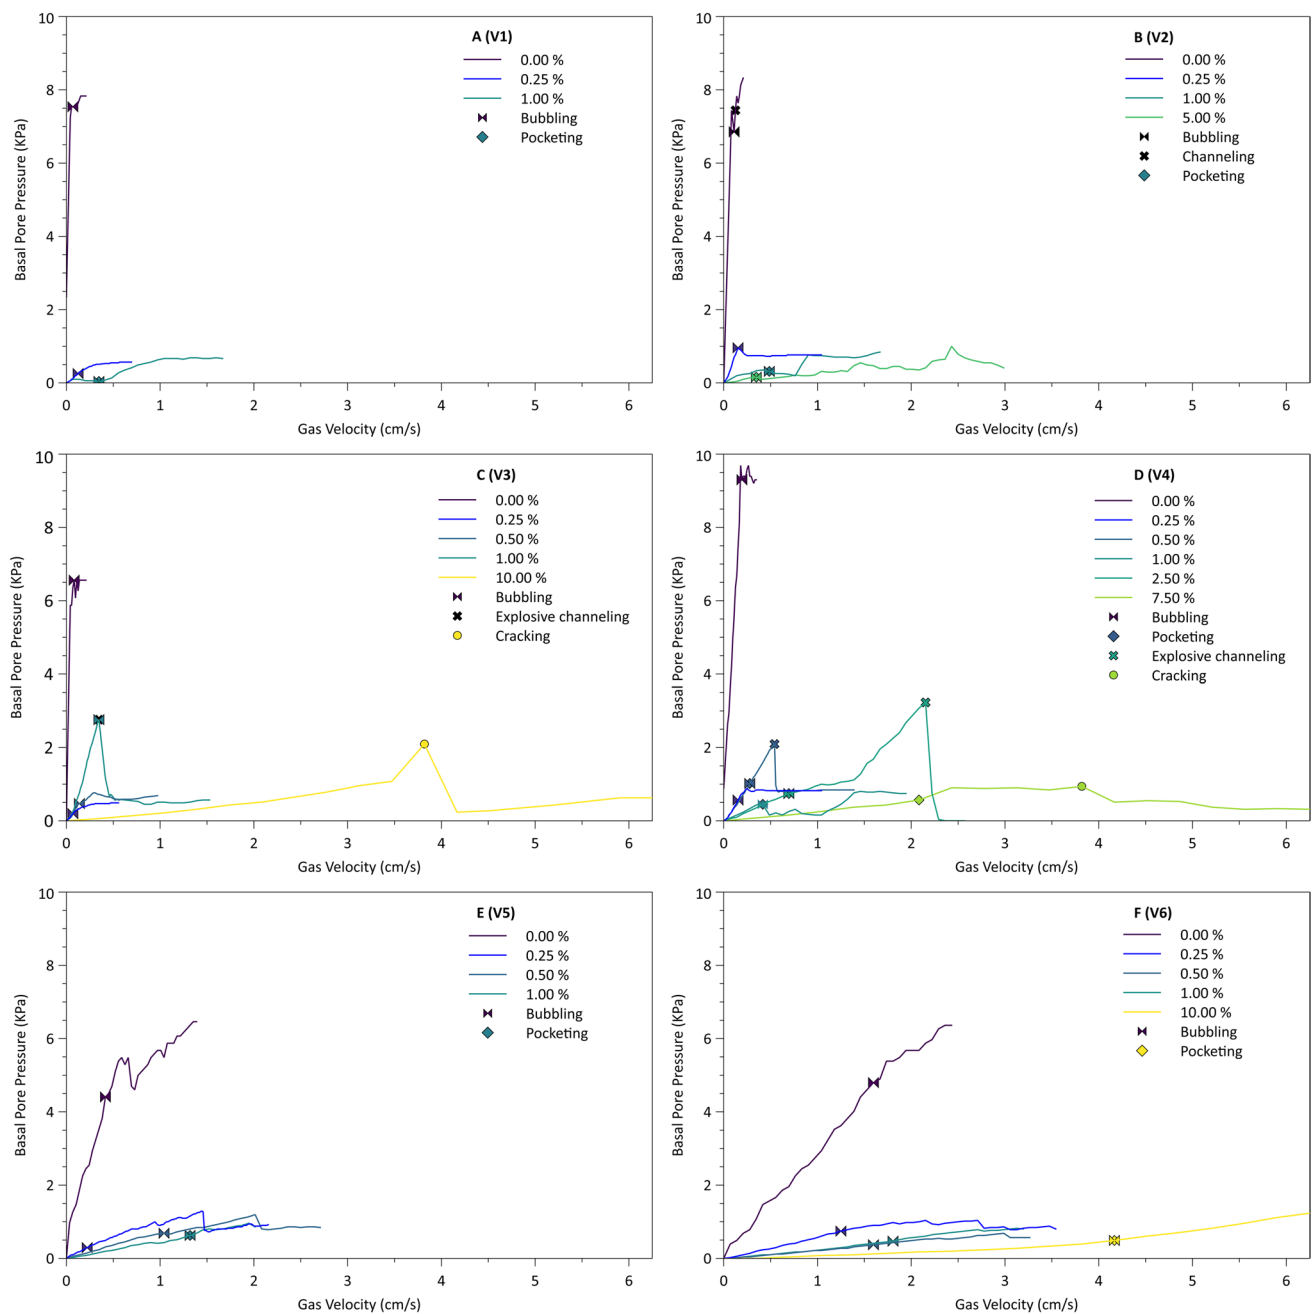 A (V1)
0.00 %
0.25 %
1.00 %
Bubbling
Pocketing
10
8
6
4
2
0
Basal Pore Pressure (KPa)
0 1 2 3 4 5 6
Gas Velocity (cm/s)
B (V2)
0.00 %
0.25 %
1.00 %
5.00 %
Bubbling
Channeling
Pocketing
10
8
6
4
2
0
Basal Pore Pressure (KPa)
0 1 2 3 4 5 6
Gas Velocity (cm/s)
C (V3)
0.00 %
0.25 %
0.50 %
1.00 %
10.00 %
Bubbling
Explosive channeling
Cracking
10
8
6
4
2
0
Basal Pore Pressure (KPa)
0 1 2 3 4 5 6
Gas Velocity (cm/s)
D (V4)
0.00 %
0.25 %
0.50 %
1.00 %
2.50 %
7.50 %
Bubbling
Pocketing
Explosive channeling
Cracking
10
8
6
4
2
0
Basal Pore Pressure (KPa)
0 1 2 3 4 5 6
Gas Velocity (cm/s)
E (V5)
0.00 %
0.25 %
0.50 %
1.00 %
Bubbling
Pocketing
10
8
6
4
2
0
Basal Pore Pressure (KPa)
0 1 2 3 4 5 6
Gas Velocity (cm/s)
F (V6)
0.00 %
0.25 %
0.50 %
1.00 %
10.00 %
Bubbling
Pocketing
10
8
6
4
2
0
Basal Pore Pressure (KPa)
0 1 2 3 4 5 6
Gas Velocity (cm/s)